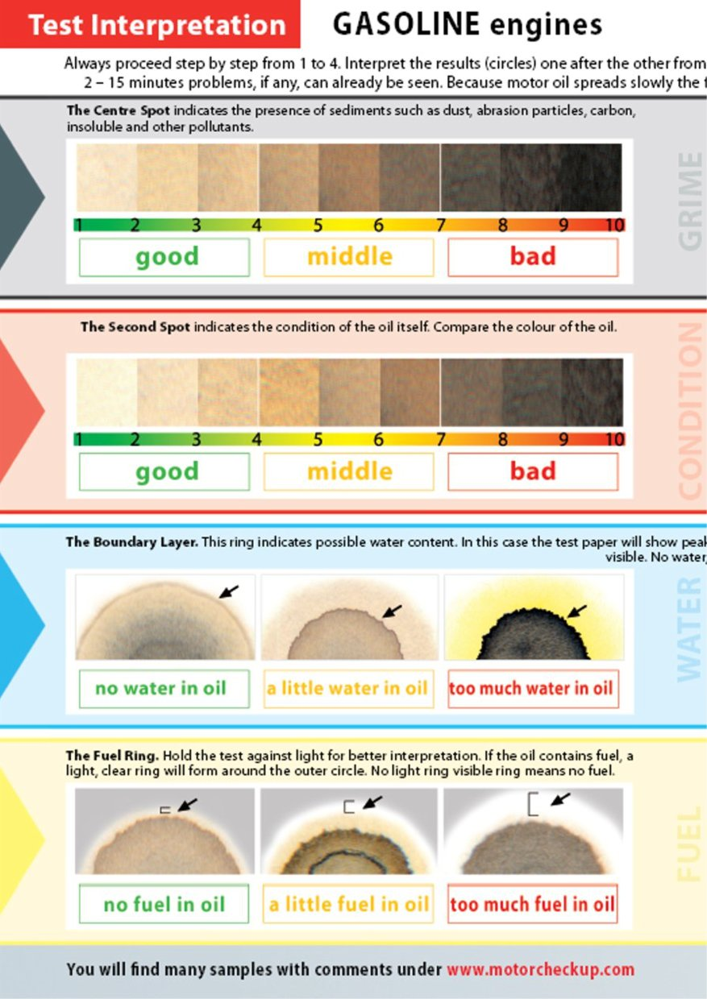 Test Interpretation GASOLINE engines
Always proceed step by step from 1 to 4. Interpret the results (circles) one after the other from
2 – 15 minutes problems, if any, can already be seen. Because motor oil spreads slowly the
The Centre Spot indicates the presence of sediments such as dust, abrasion particles, carbon,
insoluble and other pollutants.
1 2 3 4 5 6 7 8 9 10
good middle bad
GRIME
The Second Spot indicates the condition of the oil itself. Compare the colour of the oil.
1 2 3 4 5 6 7 8 9 10
good middle bad
CONDITION
The Boundary Layer. This ring indicates possible water content. In this case the test paper will show peak
visible. No water,
no water in oil a little water in oil too much water in oil
WATER
The Fuel Ring. Hold the test against light for better interpretation. If the oil contains fuel, a
light, clear ring will form around the outer circle. No light ring visible ring means no fuel.
no fuel in oil a little fuel in oil too much fuel in oil
FUEL
You will find many samples with comments under www.motorcheckup.com